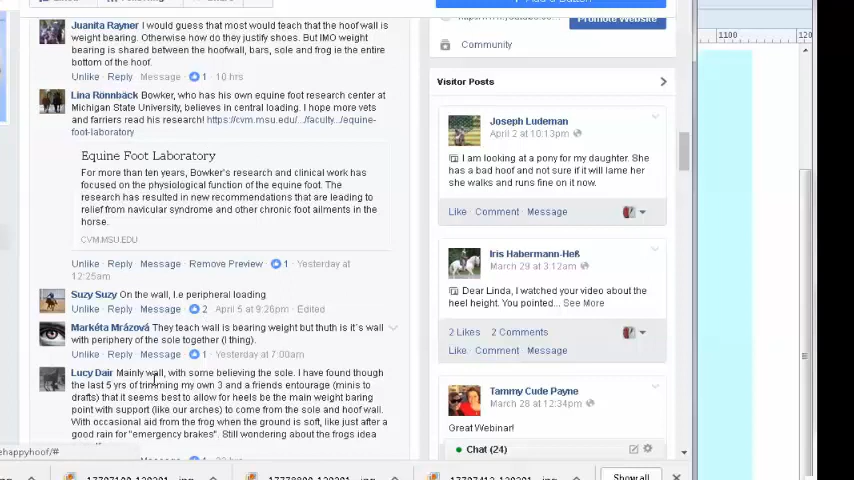 Juanita Rayner I would guess that most would teach that the hoof wall is
weight bearing. Otherwise how do they justify shoes. But IMO weight
bearing is shared between the hoofwall, bars, sole and frog ie the entire
bottom of the hoof.
Unlike · Reply · Message · 1 · 10 hrs
Lina Rönnbäck Bowker, who has his own equine foot research center at
Michigan State University, believes in central loading. I hope more vets
and farriers read his research! https://cvm.msu.edu/.../faculty.../equine-
foot-laboratory
Equine Foot Laboratory
For more than ten years, Bowker's research and clinical work has
focused on the physiological function of the equine foot. The
research has resulted in new recommendations that are leading to
relief from navicular syndrome and other chronic foot ailments in the
horse.
CVM.MSU.EDU
Unlike · Reply · Message · Remove Preview · 1 · Yesterday at
12:25am
Suzy Suzy On the wall, I.e peripheral loading
Unlike · Reply · Message · 2 · April 5 at 9:26pm · Edited
Markéta Mrázová They teach wall is bearing weight but thuth is it´s wall
with periphery of the sole together (I thing).
Unlike · Reply · Message · 1 · Yesterday at 7:00am
Lucy Dair Mainly wall, with some believing the sole. I have found though
the last 5 yrs of trimming my own 3 and a friends entourage (minis to
drafts) that it seems best to allow for heels be the main weight baring
point with support (like our arches) to come from the sole and hoof wall.
With occasional aid from the frog when the ground is soft, like just after a
good rain for "emergency brakes". Still wondering about the frogs idea
ehappyhoof/#
Promote Website
Community
Visitor Posts
Joseph Ludeman
April 2 at 10:13pm
I am looking at a pony for my daughter. She
has a bad hoof and not sure if it will lame her
she walks and runs fine on it now.
Like · Comment · Message
Iris Habermann-Heß
March 29 at 3:12am
Dear Linda, I watched your video about the
heel height. You pointed... See More
2 Likes 2 Comments
Like · Comment · Message
Tammy Cude Payne
March 28 at 12:34pm
Great Webinar!
Chat (24)
Show all
1100